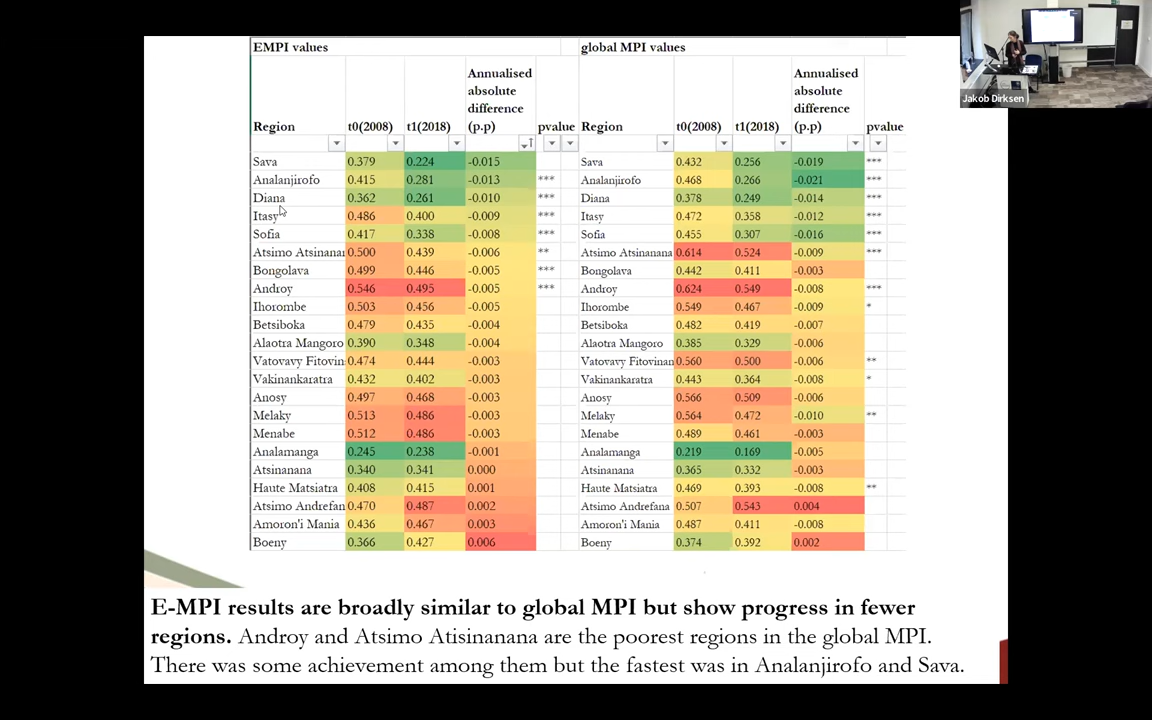 EMPI values global MPI values
Annualised Annualised
absolute absolute
difference difference
Region t0(2008) t1(2018) (p.p) pvalue Region t0(2008) t1(2018) (p.p) pvalue
Sava 0.379 0.224 -0.015 Sava 0.432 0.256 -0.019 ***
Analanjirofo 0.415 0.281 -0.013 *** Analanjirofo 0.468 0.266 -0.021 ***
Diana 0.362 0.261 -0.010 *** Diana 0.378 0.249 -0.014 ***
Itasy 0.486 0.400 -0.009 *** Itasy 0.472 0.358 -0.012 ***
Sofia 0.417 0.338 -0.008 *** Sofia 0.455 0.307 -0.016 ***
Atsimo Atsinanan 0.500 0.439 -0.006 ** Atsimo Atsinanana 0.614 0.524 -0.009 ***
Bongolava 0.499 0.446 -0.005 *** Bongolava 0.442 0.411 -0.003
Androy 0.546 0.495 -0.005 *** Androy 0.624 0.549 -0.008 ***
Ihorombe 0.503 0.456 -0.005 Ihorombe 0.549 0.467 -0.009 *
Betsiboka 0.479 0.435 -0.004 Betsiboka 0.482 0.419 -0.007
Alaotra Mangoro 0.390 0.348 -0.004 Alaotra Mangoro 0.385 0.329 -0.006
Vatovavy Fitovin 0.474 0.444 -0.003 Vatovavy Fitovinan 0.560 0.500 -0.006 **
Vakinankaratra 0.432 0.402 -0.003 Vakinankaratra 0.443 0.364 -0.008 *
Anosy 0.497 0.468 -0.003 Anosy 0.566 0.509 -0.006
Melaky 0.513 0.486 -0.003 Melaky 0.564 0.472 -0.010 **
Menabe 0.512 0.486 -0.003 Menabe 0.489 0.461 -0.003
Analamanga 0.245 0.238 -0.001 Analamanga 0.219 0.169 -0.005
Atsinanana 0.340 0.341 0.000 Atsinanana 0.365 0.332 -0.003
Haute Matsiatra 0.408 0.415 0.001 Haute Matsiatra 0.469 0.393 -0.008 **
Atsimo Andrefan 0.470 0.487 0.002 Atsimo Andrefana 0.507 0.543 0.004
Amoron'i Mania 0.436 0.467 0.003 Amoron'i Mania 0.487 0.411 -0.008
Boeny 0.366 0.427 0.006 Boeny 0.374 0.392 0.002
E-MPI results are broadly similar to global MPI but show progress in fewer
regions. Androy and Atsimo Atisinanana are the poorest regions in the global MPI.
There was some achievement among them but the fastest was in Analanjirofo and Sava.
Jakob Dirksen